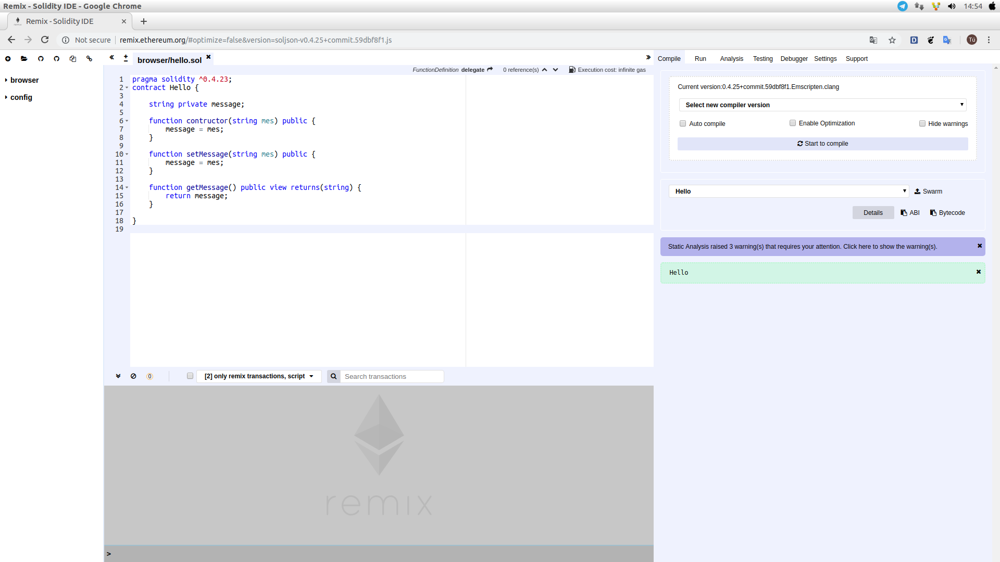 Remix - Solidity IDE - Google Chrome
14:54
Remix - Solidity IDE
Not secure
remix.ethereum.org/#optimize=false&version=soljson-v0.4.25+commit.59dbf8f1.js
D
Tú
browser/hello.sol
Compile Run Analysis Testing Debugger Settings Support
browser
config
FunctionDefinition delegate 0 reference(s) Execution cost: infinite gas
1 pragma solidity ^0.4.23;
2 contract Hello {
3
4 string private message;
5
6 function contructor(string mes) public {
7 message = mes;
8 }
9
10 function setMessage(string mes) public {
11 message = mes;
12 }
13
14 function getMessage() public view returns(string) {
15 return message;
16 }
17
18 }
19
Current version:0.4.25+commit.59dbf8f1.Emscripten.clang
Select new compiler version
Auto compile Enable Optimization Hide warnings
Start to compile
Hello
Swarm
Details ABI Bytecode
Static Analysis raised 3 warning(s) that requires your attention. Click here to show the warning(s).
Hello
0
[2] only remix transactions, script
Search transactions
remix
>